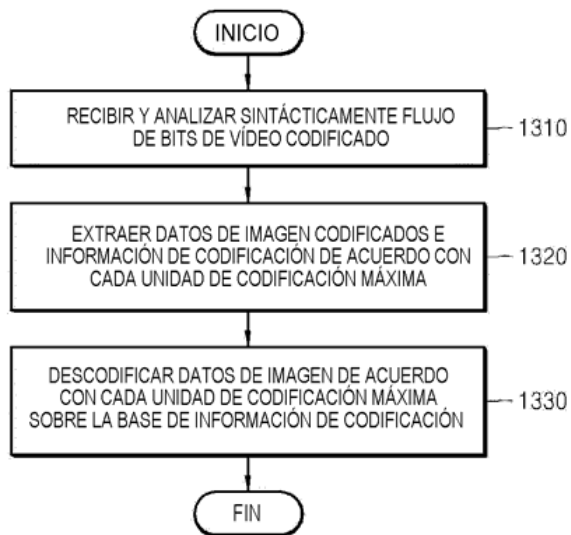 INICIO
RECIBIR Y ANALIZAR SINTÁCTICAMENTE FLUJO
DE BITS DE VÍDEO CODIFICADO
1310
EXTRAER DATOS DE IMAGEN CODIFICADOS E
INFORMACIÓN DE CODIFICACIÓN DE ACUERDO CON
CADA UNIDAD DE CODIFICACIÓN MÁXIMA
1320
DESCODIFICAR DATOS DE IMAGEN DE ACUERDO
CON CADA UNIDAD DE CODIFICACIÓN MÁXIMA
SOBRE LA BASE DE INFORMACIÓN DE CODIFICACIÓN
1330
FIN